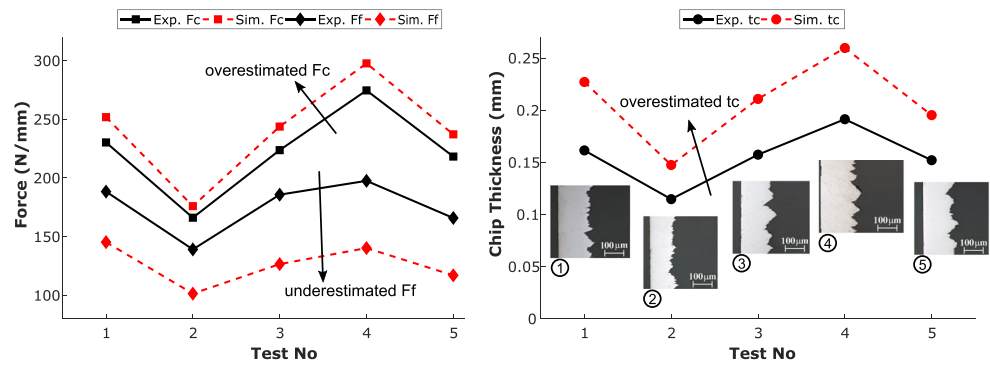 Exp. Fc Sim. Fc Exp. Ff Sim. Ff
300
250
200
150
100
Force (N/mm)
overestimated Fc
underestimated Ff
1 2 3 4 5
Test No
Exp. tc Sim. tc
0.25
0.2
0.15
0.1
0.05
0
Chip Thickness (mm)
overestimated tc
100μm
1
100μm
2
100μm
3
100μm
4
100μm
5
1 2 3 4 5
Test No